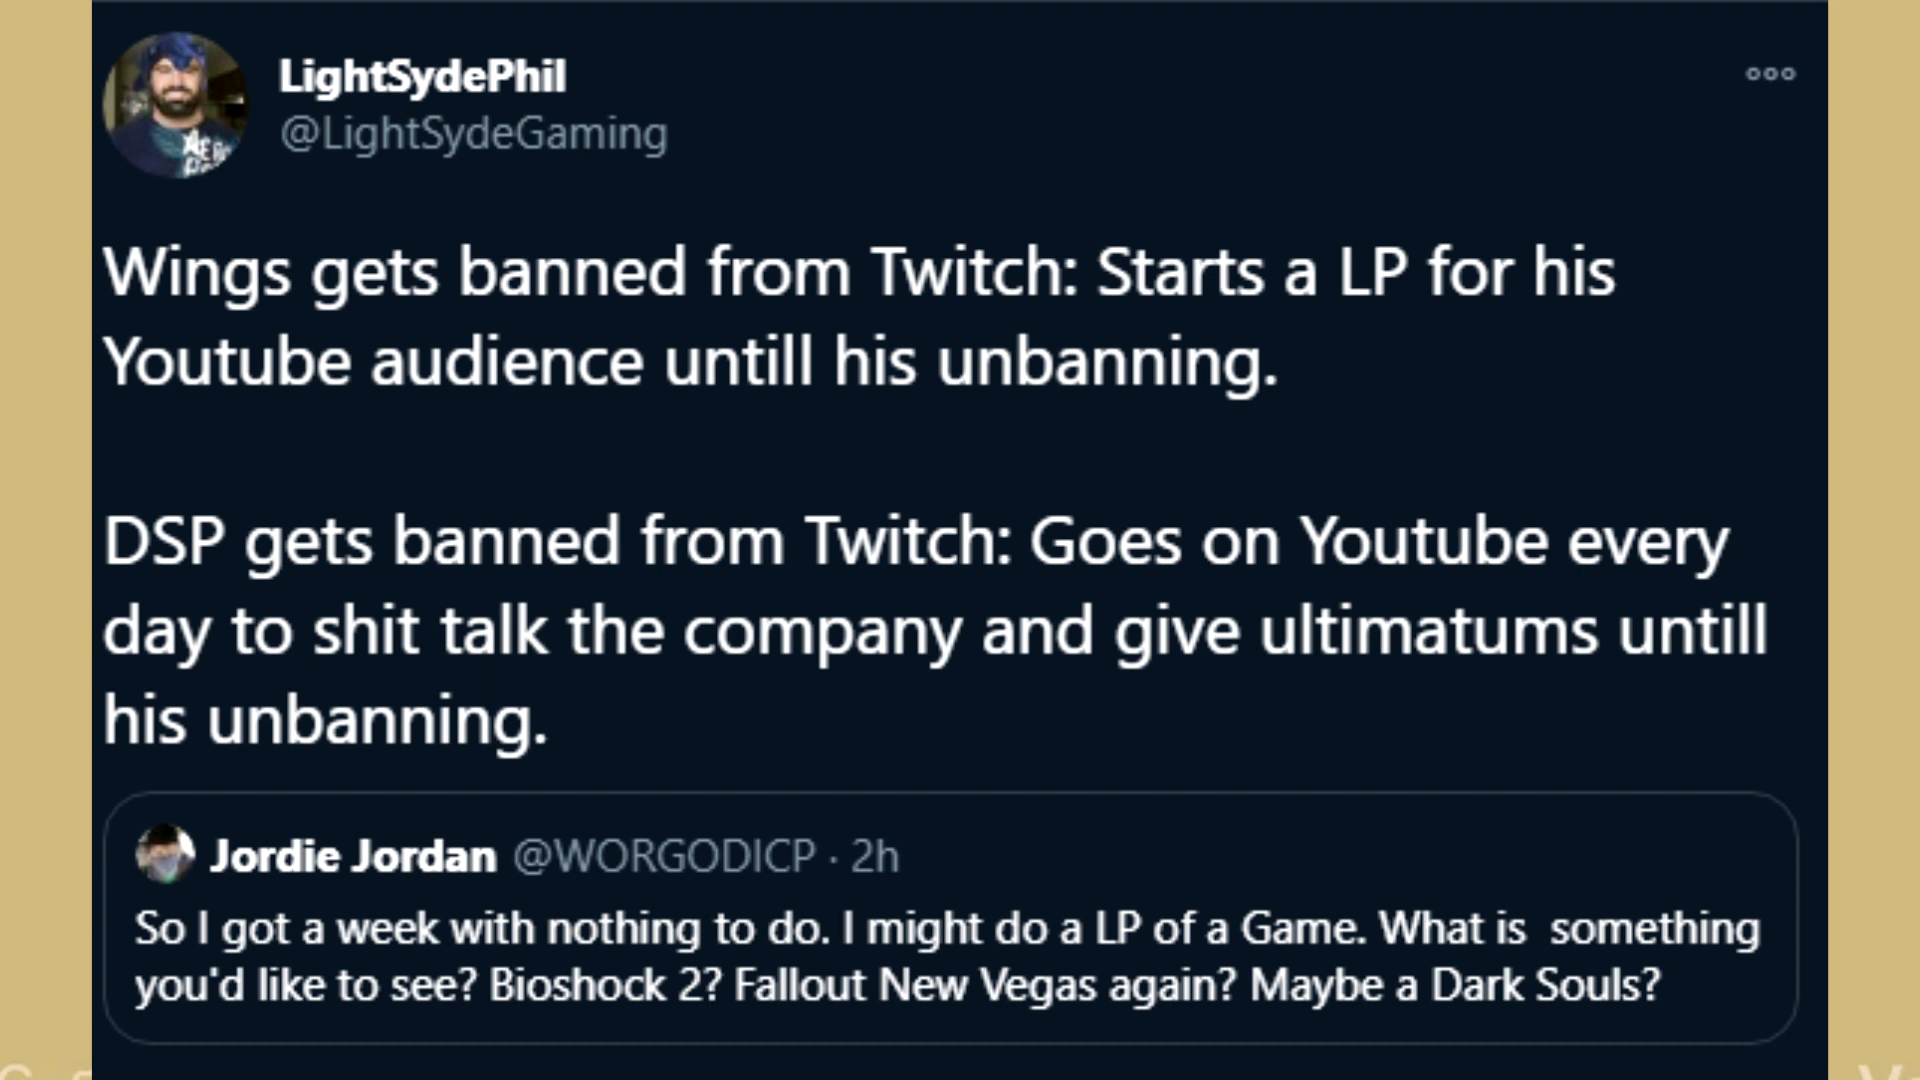 LightSydePhil
@LightSydeGaming
Wings gets banned from Twitch: Starts a LP for his
Youtube audience untill his unbanning.
DSP gets banned from Twitch: Goes on Youtube every
day to shit talk the company and give ultimatums untill
his unbanning.
Jordie Jordan @WORGODICP · 2h
So I got a week with nothing to do. I might do a LP of a Game. What is  something
you'd like to see? Bioshock 2? Fallout New Vegas again? Maybe a Dark Souls?